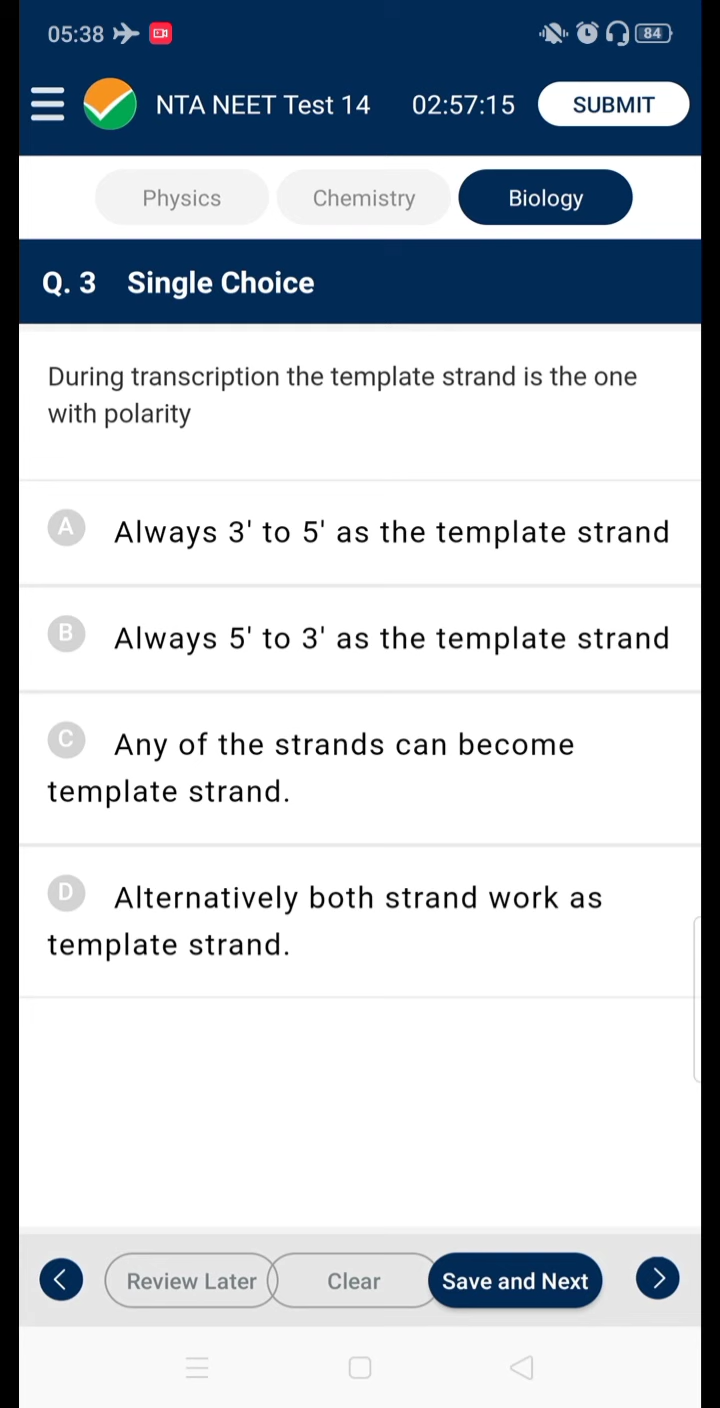 05:38 84
NTA NEET Test 14 02:57:15 SUBMIT
Physics Chemistry Biology
Q. 3 Single Choice
During transcription the template strand is the one
with polarity
A Always 3' to 5' as the template strand
B Always 5' to 3' as the template strand
C Any of the strands can become
template strand.
D Alternatively both strand work as
template strand.
Review Later Clear Save and Next